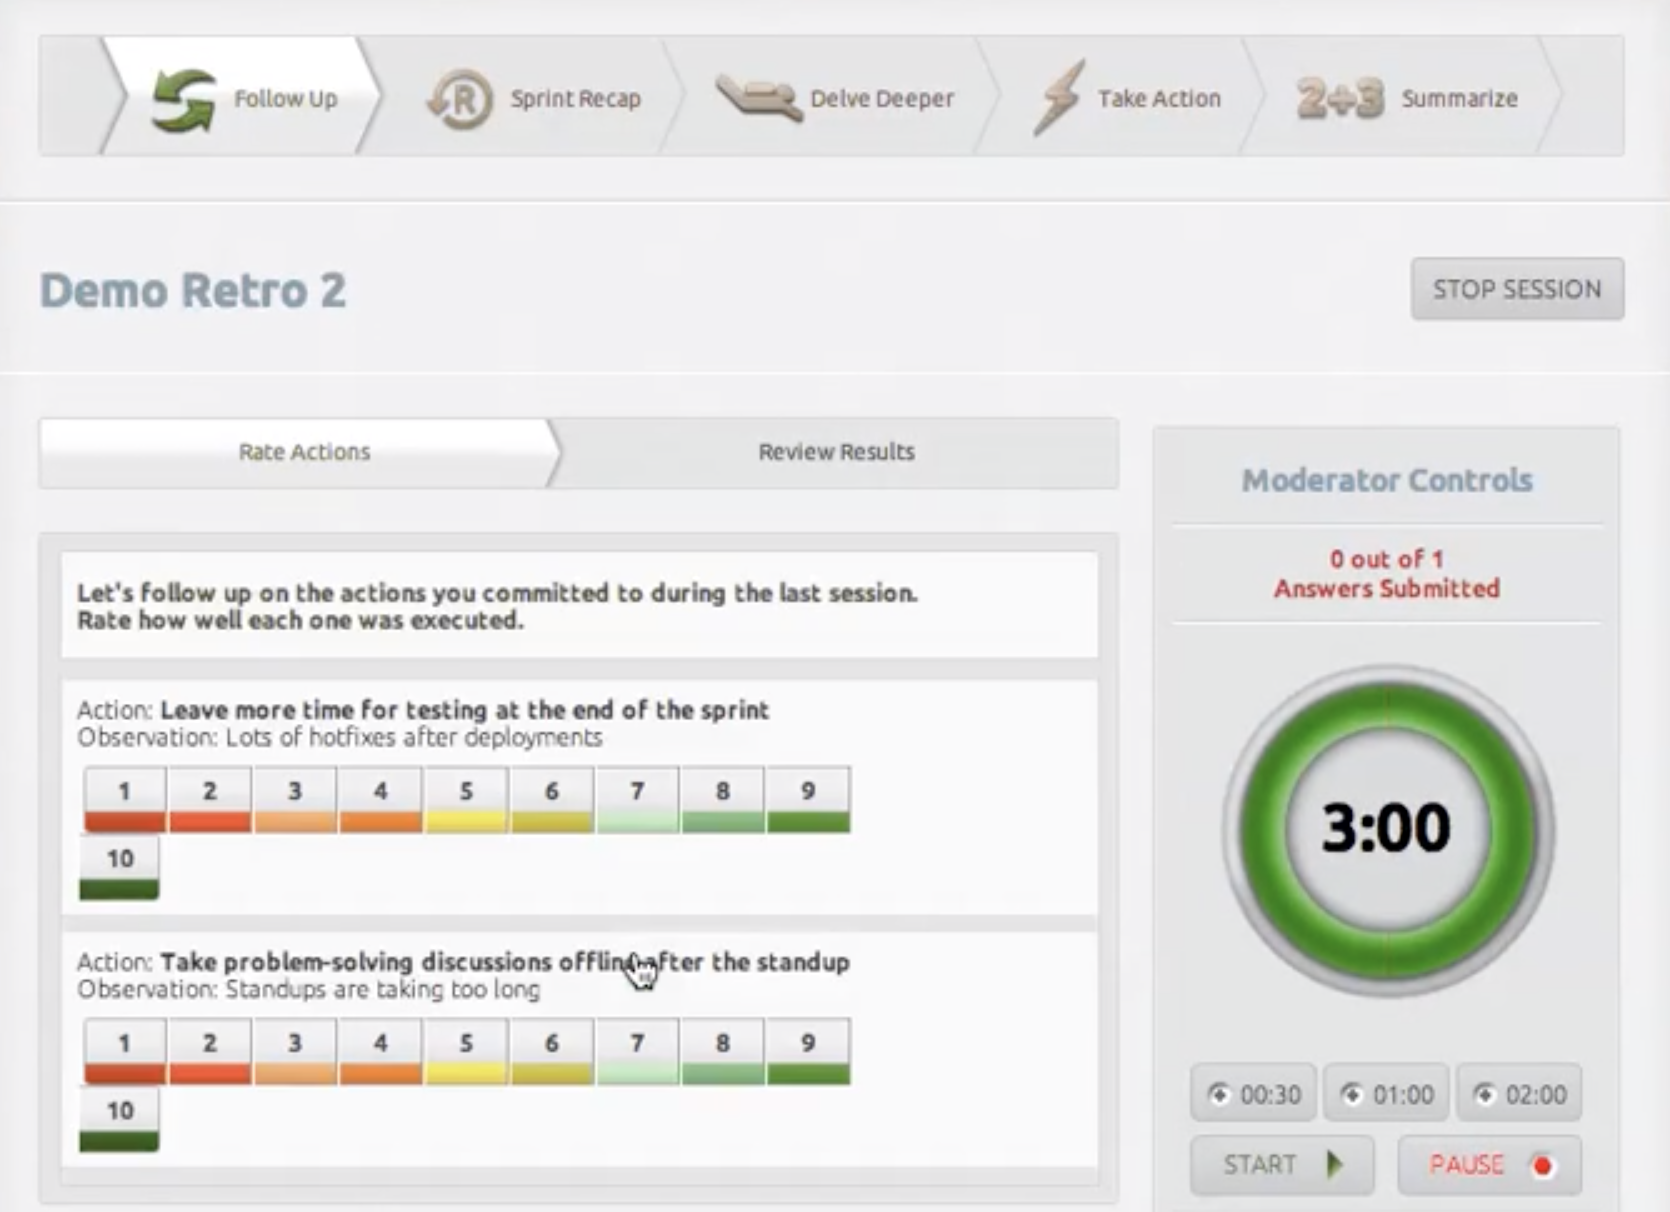 Follow Up
R
Sprint Recap
Delve Deeper
Take Action
2+3
Summarize
Demo Retro 2
STOP SESSION
Rate Actions
Review Results
Let's follow up on the actions you committed to during the last session.
Rate how well each one was executed.
Action: Leave more time for testing at the end of the sprint
Observation: Lots of hotfixes after deployments
1 2 3 4 5 6 7 8 9
10
Action: Take problem-solving discussions offline after the standup
Observation: Standups are taking too long
1 2 3 4 5 6 7 8 9
10
Moderator Controls
0 out of 1
Answers Submitted
3:00
00:30 01:00 02:00
START PAUSE